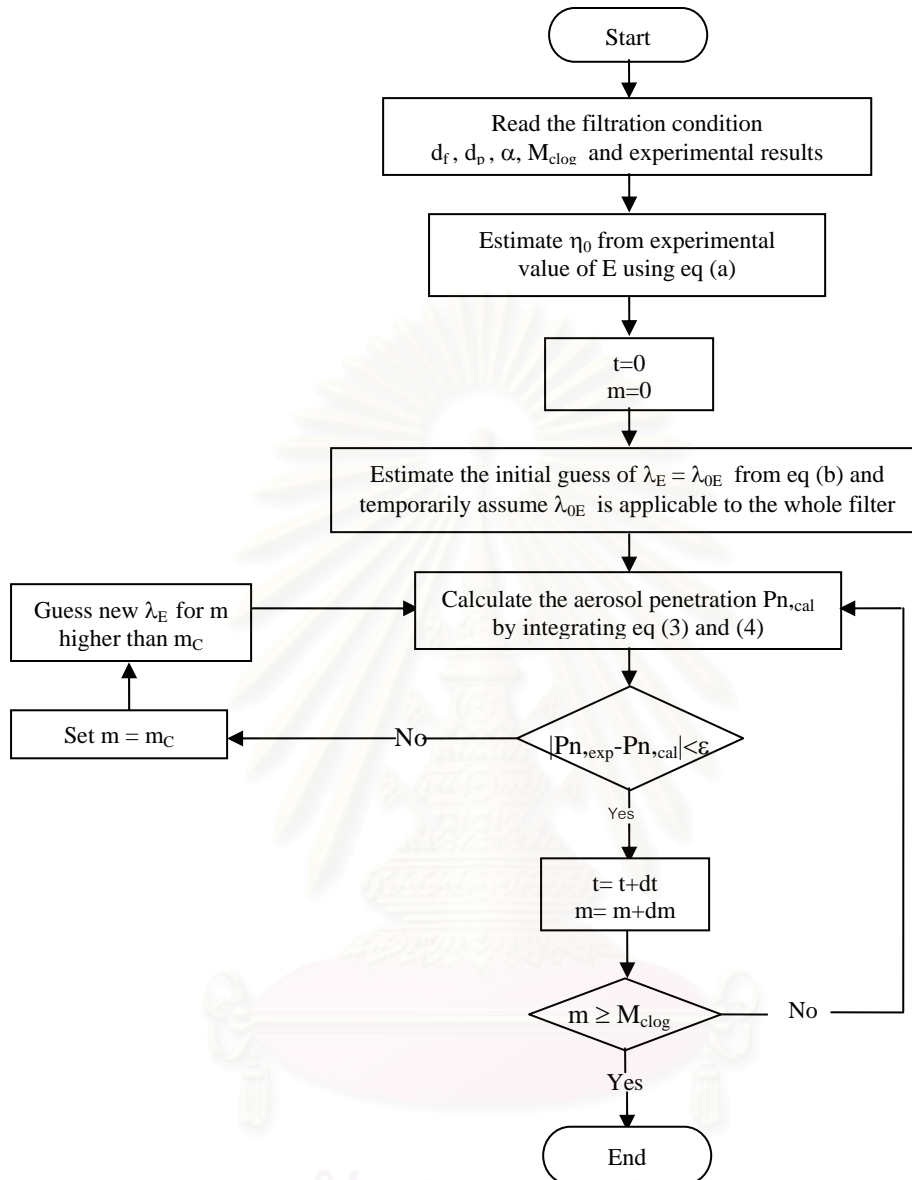 Start
Read the filtration condition
d_f , d_p , α, M_clog and experimental results
Estimate η_0 from experimental
value of E using eq (a)
t=0
m=0
Estimate the initial guess of λ_E = λ_0E from eq (b) and
temporarily assume λ_0E is applicable to the whole filter
Guess new λ_E for m
higher than m_C
Calculate the aerosol penetration Pn,_cal
by integrating eq (3) and (4)
Set m = m_C
No
|Pn,_exp-Pn,_cal|<ε
Yes
t= t+dt
m= m+dm
m ≥ M_clog
No
Yes
End